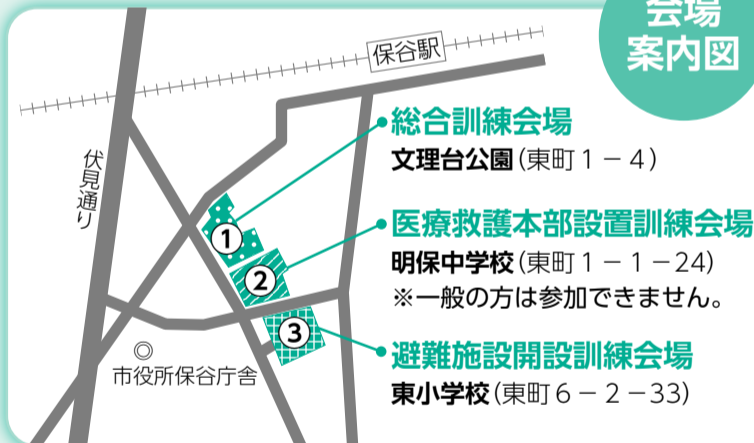 会場
案内図
保谷駅
伏見通り
総合訓練会場
文理台公園(東町1-4)
①
医療救護本部設置訓練会場
明保中学校(東町1-1-24)
※一般の方は参加できません。
②
③
避難施設開設訓練会場
東小学校(東町6-2-33)
◎
市役所保谷庁舎